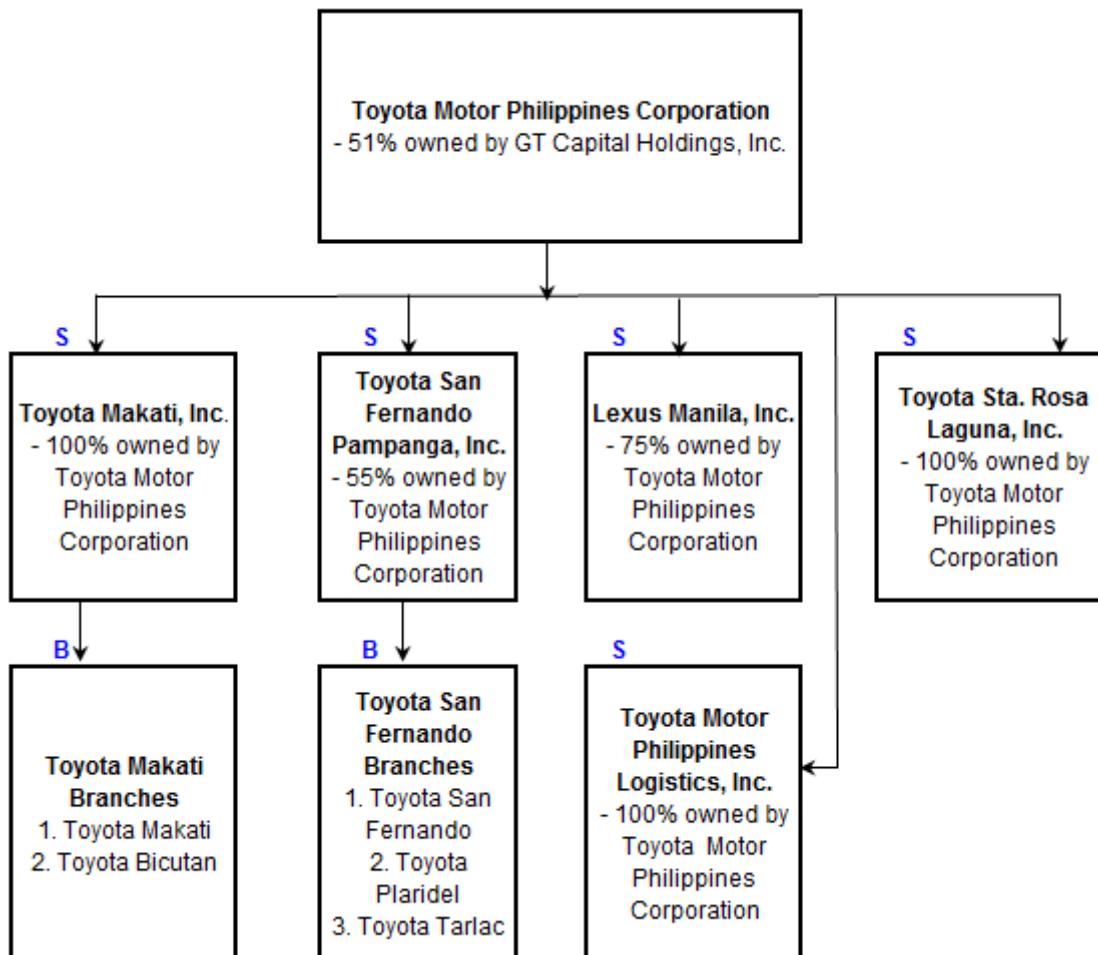 Toyota Motor Philippines Corporation
- 51% owned by GT Capital Holdings, Inc.
S
Toyota Makati, Inc.
- 100% owned by
Toyota Motor
Philippines
Corporation
S
Toyota San
Fernando
Pampanga, Inc.
- 55% owned by
Toyota Motor
Philippines
Corporation
S
Lexus Manila, Inc.
- 75% owned by
Toyota Motor
Philippines
Corporation
S
Toyota Sta. Rosa
Laguna, Inc.
- 100% owned by
Toyota Motor
Philippines
Corporation
B
Toyota Makati
Branches
1. Toyota Makati
2. Toyota Bicutan
B
Toyota San
Fernando
Branches
1. Toyota San
Fernando
2. Toyota
Plaridel
3. Toyota Tarlac
S
Toyota Motor
Philippines
Logistics, Inc.
- 100% owned by
Toyota Motor
Philippines
Corporation